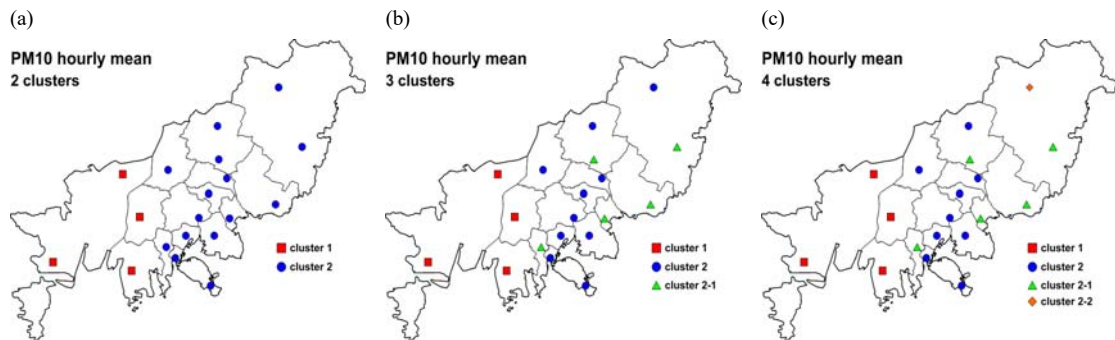 (a)
PM10 hourly mean
2 clusters
cluster 1
cluster 2
(b)
PM10 hourly mean
3 clusters
cluster 1
cluster 2
cluster 2-1
(c)
PM10 hourly mean
4 clusters
cluster 1
cluster 2
cluster 2-1
cluster 2-2